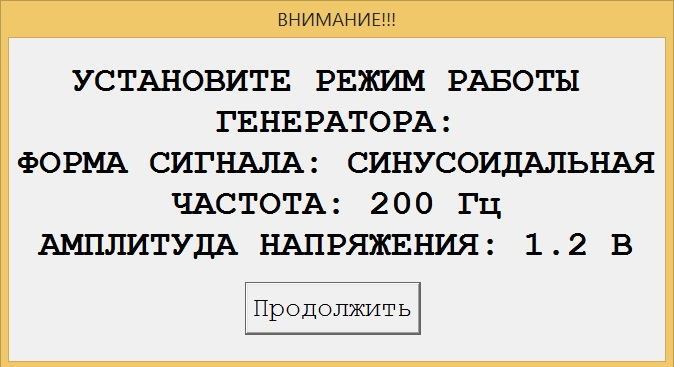 ВНИМАНИЕ!!!
УСТАНОВИТЕ РЕЖИМ РАБОТЫ
ГЕНЕРАТОРА:
ФОРМА СИГНАЛА: СИНУСОИДАЛЬНАЯ
ЧАСТОТА: 200 Гц
АМПЛИТУДА НАПРЯЖЕНИЯ: 1.2 В
Продолжить